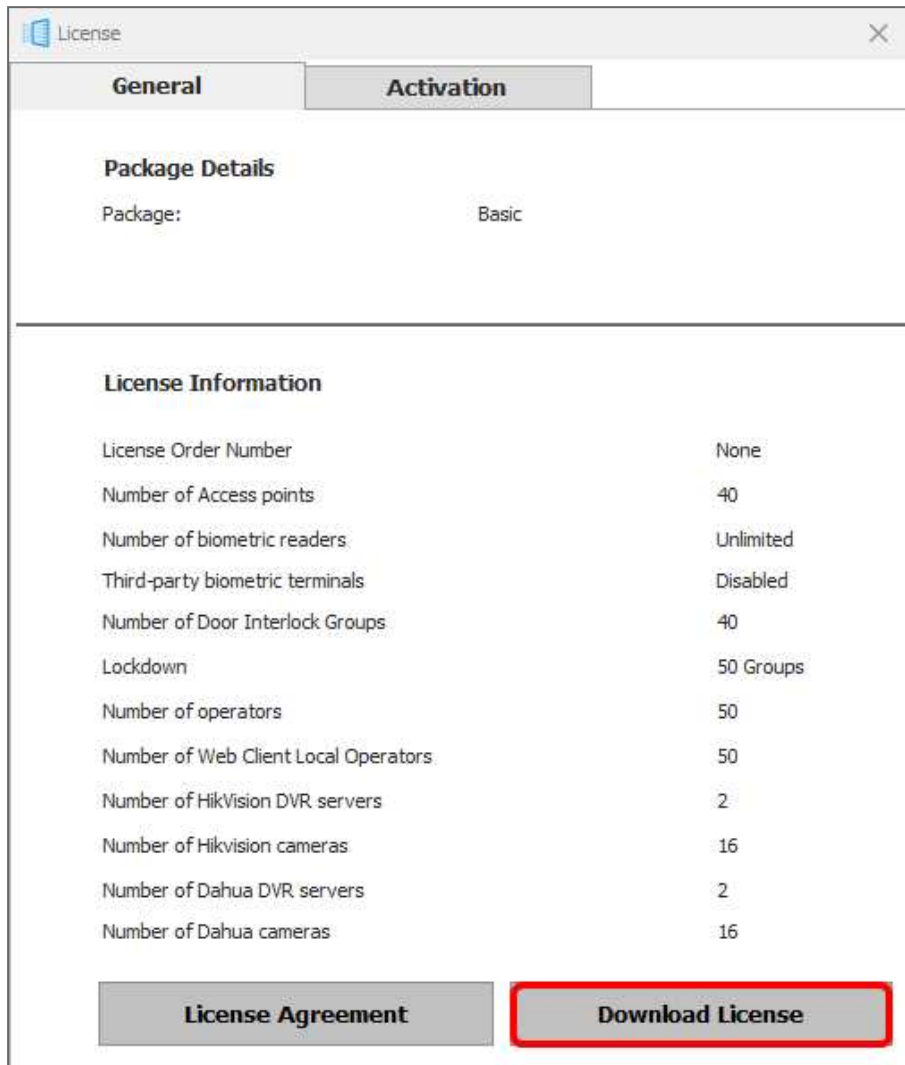 License
General Activation
Package Details
Package: Basic
License Information
License Order Number None
Number of Access points 40
Number of biometric readers Unlimited
Third-party biometric terminals Disabled
Number of Door Interlock Groups 40
Lockdown 50 Groups
Number of operators 50
Number of Web Client Local Operators 50
Number of HikVision DVR servers 2
Number of Hikvision cameras 16
Number of Dahua DVR servers 2
Number of Dahua cameras 16
License Agreement Download License